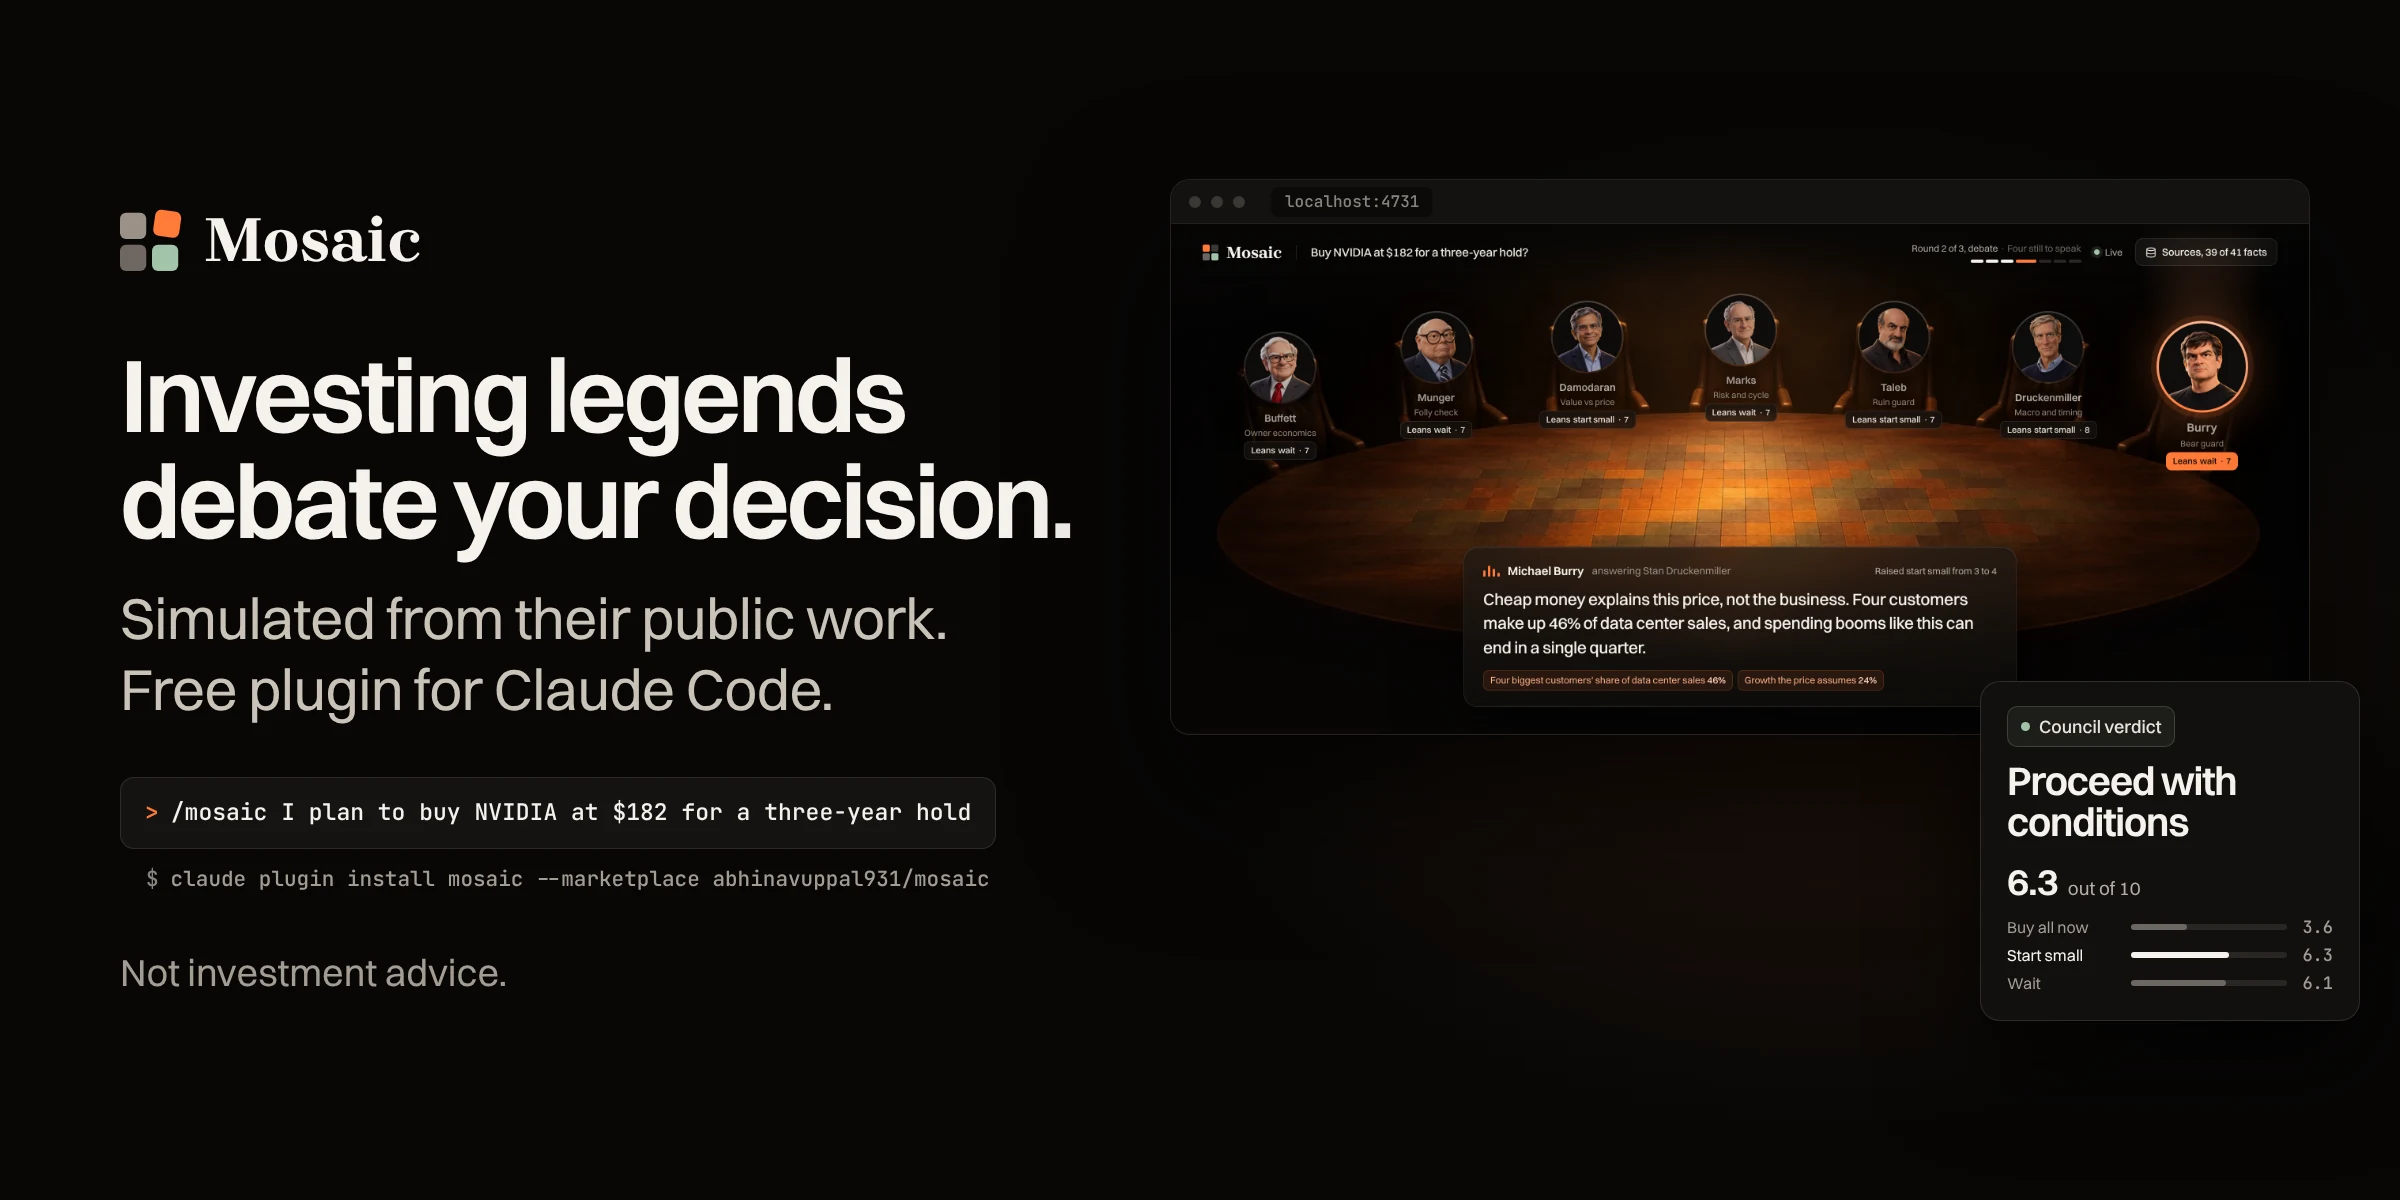 Mosaic
Investing legends
debate your decision.
Simulated from their public work.
Free plugin for Claude Code.
> /mosaic I plan to buy NVIDIA at $182 for a three-year hold
$ claude plugin install mosaic --marketplace abhinavuppal931/mosaic
Not investment advice.
localhost:4731
Mosaic
Buy NVIDIA at $182 for a three-year hold?
Round 2 of 3, debate · Four still to speak
Live
Sources, 39 of 41 facts
Buffett
Owner economics
Leans wait · 7
Munger
Folly check
Leans wait · 7
Damodaran
Value vs price
Leans start small · 7
Marks
Risk and cycle
Leans wait · 7
Taleb
Ruin guard
Leans start small · 7
Druckenmiller
Macro and timing
Leans start small · 8
Burry
Bear guard
Leans wait · 7
Michael Burry answering Stan Druckenmiller
Raised start small from 3 to 4
Cheap money explains this price, not the business. Four customers
make up 46% of data center sales, and spending booms like this can
end in a single quarter.
Four biggest customers' share of data center sales 46%
Growth the price assumes 24%
Council verdict
Proceed with
conditions
6.3 out of 10
Buy all now 3.6
Start small 6.3
Wait 6.1